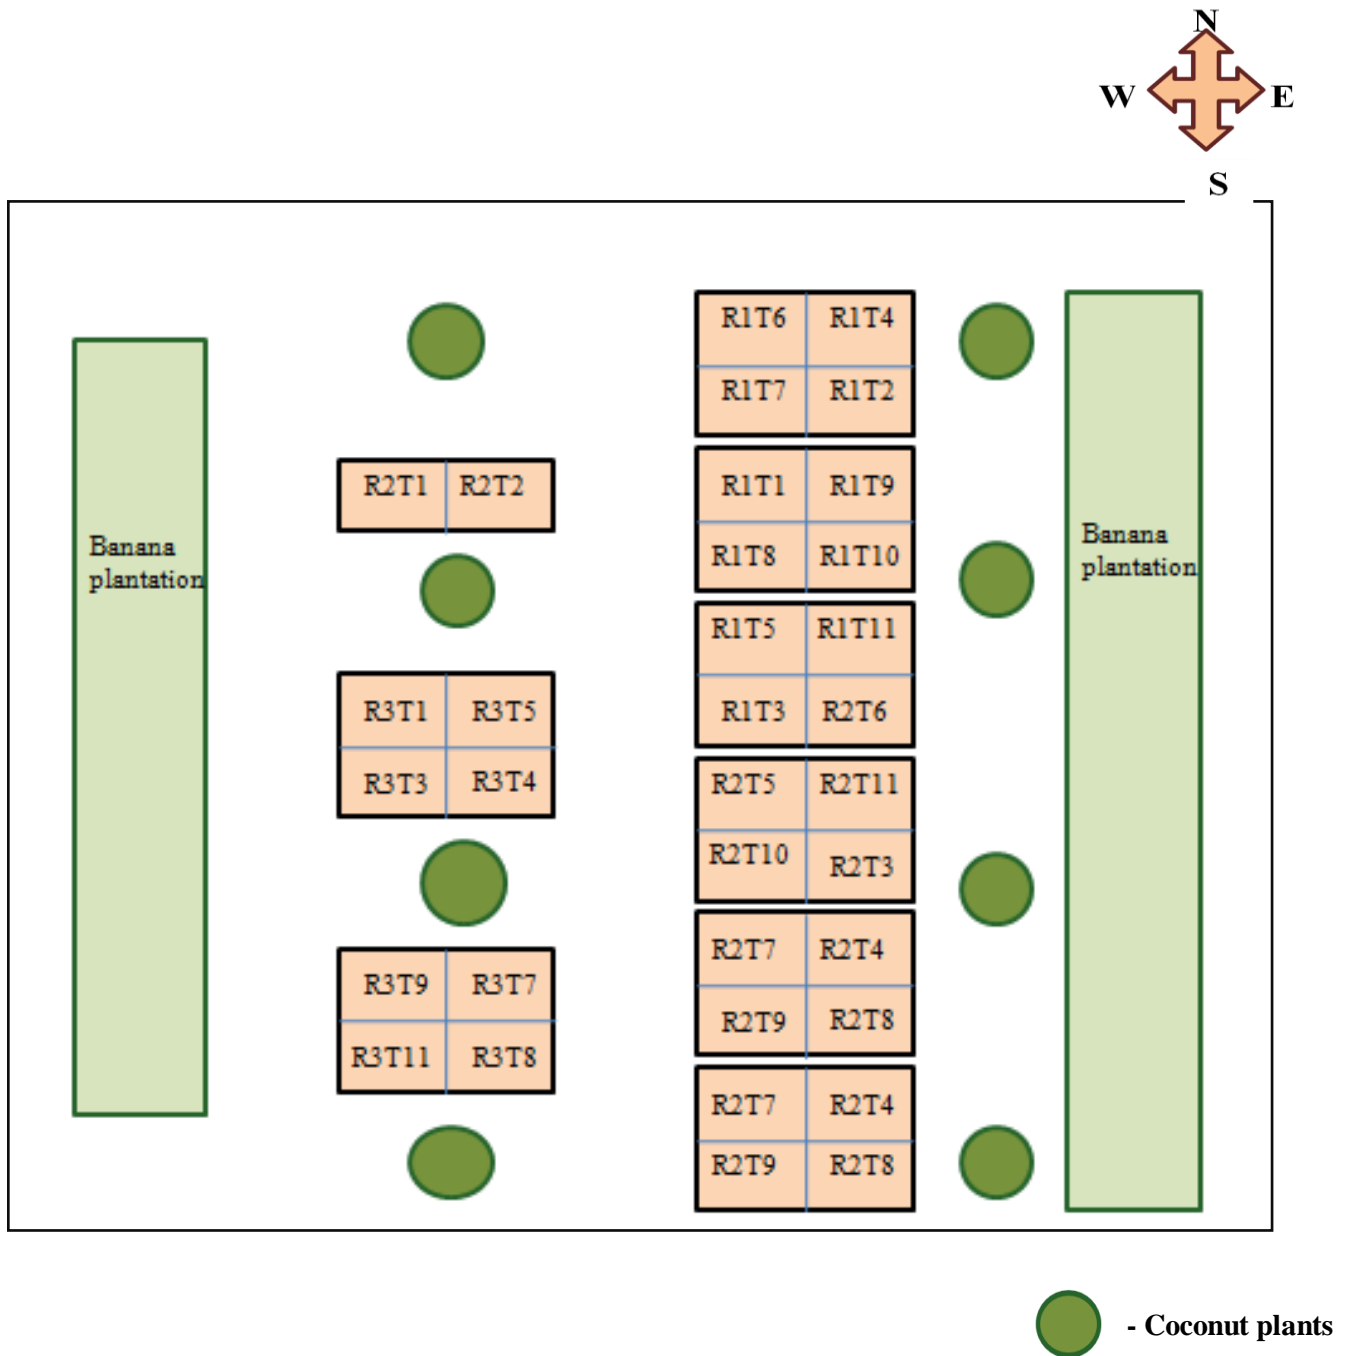 N
W E
S
R1T6 R1T4
R1T7 R1T2
R2T1 R2T2
R1T1 R1T9
R1T8 R1T10
Banana
plantation
Banana
plantation
R1T5 R1T11
R1T3 R2T6
R3T1 R3T5
R3T3 R3T4
R2T5 R2T11
R2T10 R2T3
R2T7 R2T4
R2T9 R2T8
R3T9 R3T7
R3T11 R3T8
R2T7 R2T4
R2T9 R2T8
- Coconut plants